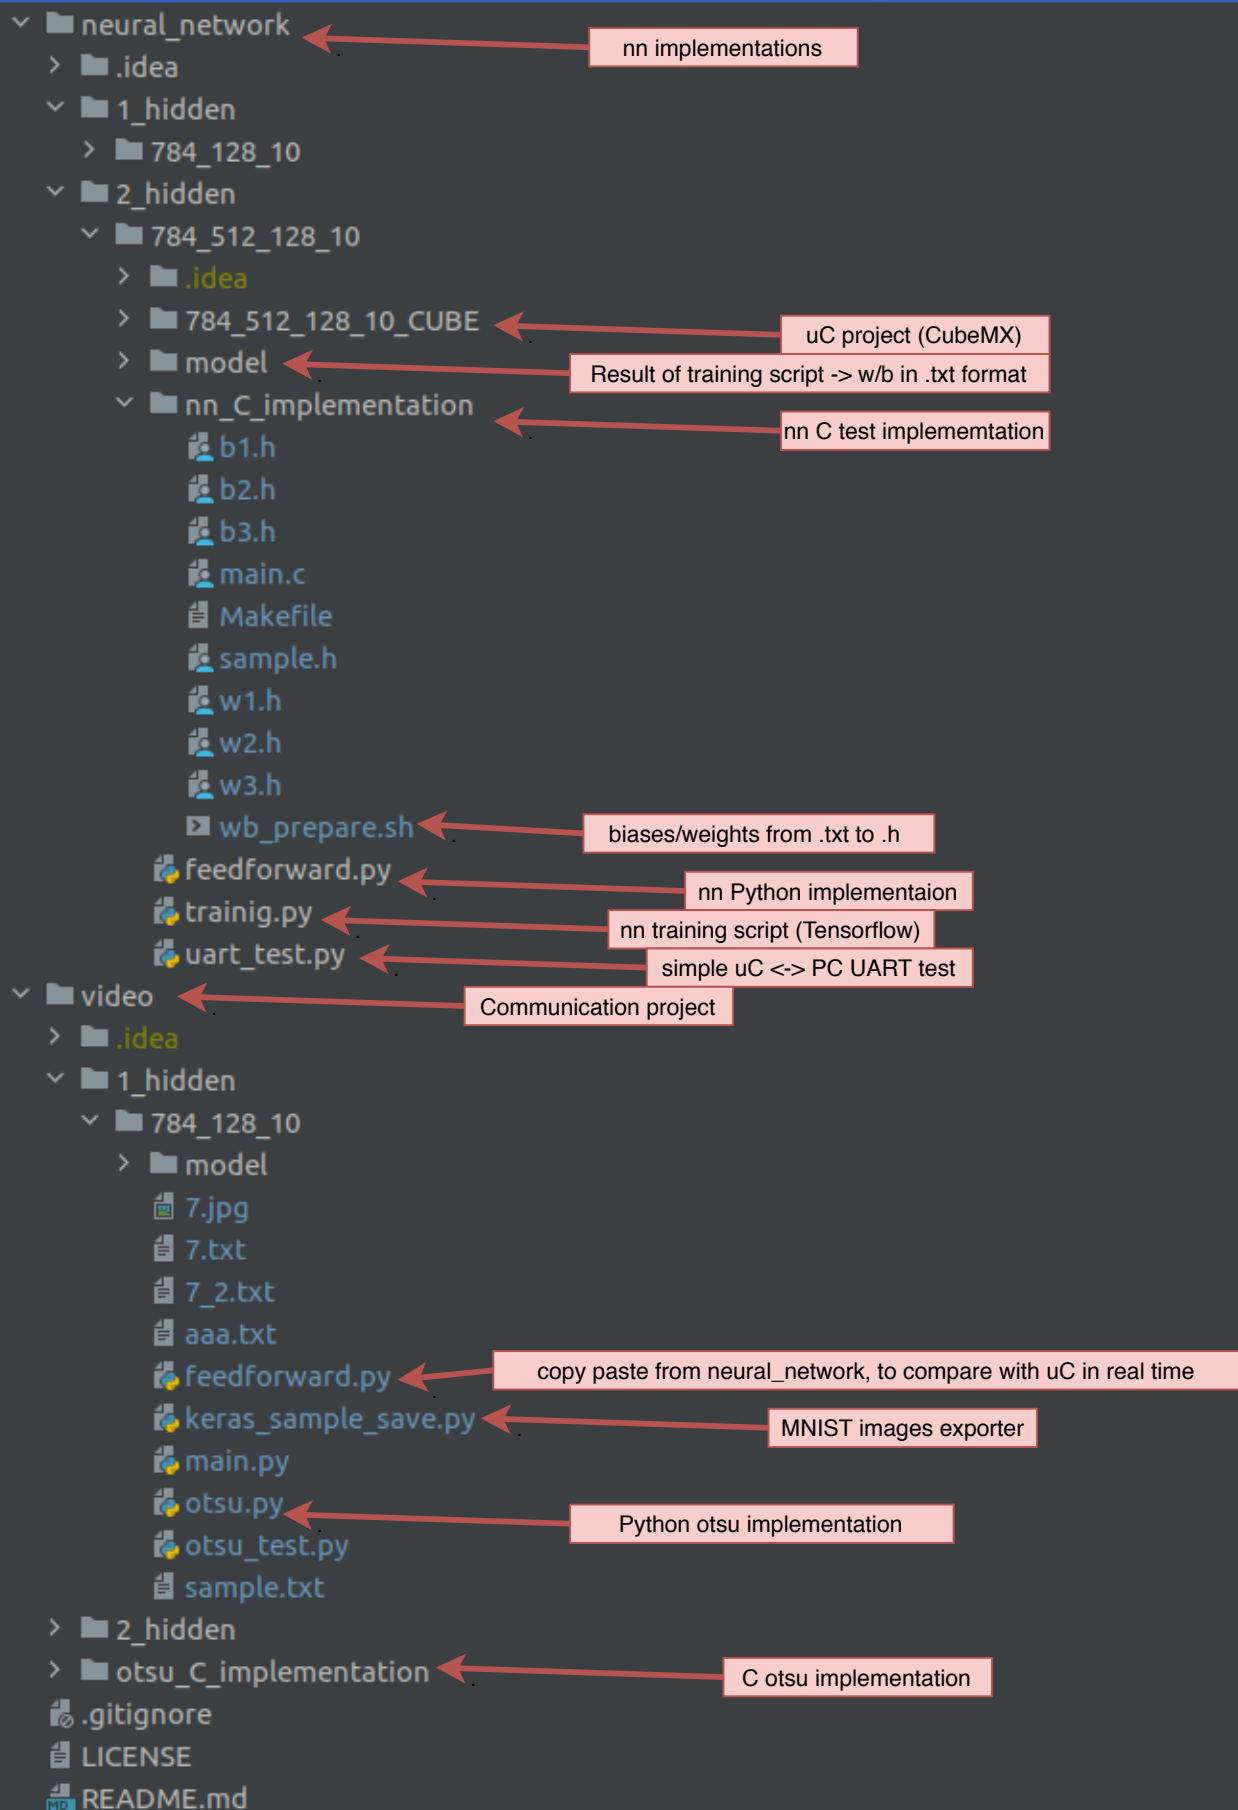 neural_network
nn implementations
.idea
1_hidden
784_128_10
2_hidden
784_512_128_10
.idea
784_512_128_10_CUBE
uC project (CubeMX)
model
Result of training script -> w/b in .txt format
nn_C_implementation
nn C test implememtation
b1.h
b2.h
b3.h
main.c
Makefile
sample.h
w1.h
w2.h
w3.h
wb_prepare.sh
biases/weights from .txt to .h
feedforward.py
nn Python implementaion
trainig.py
nn training script (Tensorflow)
uart_test.py
simple uC <-> PC UART test
video
Communication project
.idea
1_hidden
784_128_10
model
7.jpg
7.txt
7_2.txt
aaa.txt
feedforward.py
copy paste from neural_network, to compare with uC in real time
keras_sample_save.py
MNIST images exporter
main.py
otsu.py
Python otsu implementation
otsu_test.py
sample.txt
2_hidden
otsu_C_implementation
C otsu implementation
.gitignore
LICENSE
MD README.md